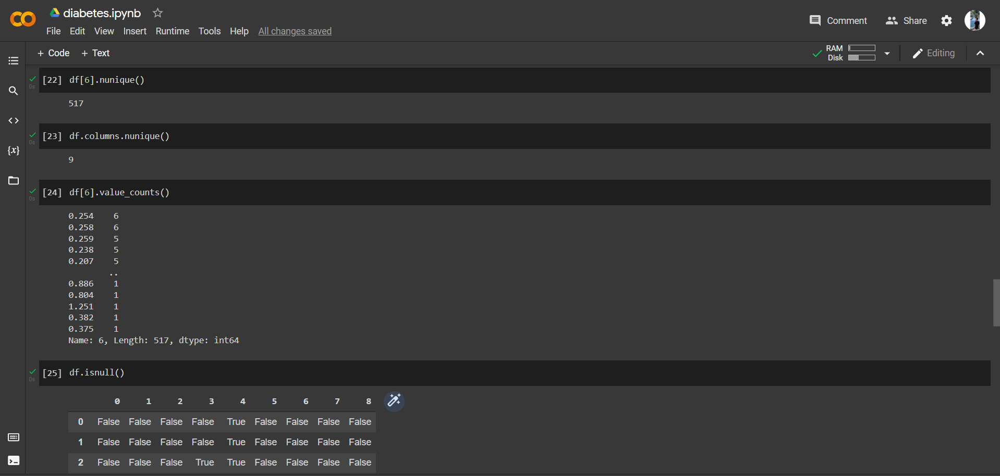 diabetes.ipynb
File Edit View Insert Runtime Tools Help All changes saved
Comment Share
+ Code + Text
RAM
Disk
Editing
[22] df[6].nunique()
0s
517
[23] df.columns.nunique()
0s
9
{x}
[24] df[6].value_counts()
0s
0.254 6
0.258 6
0.259 5
0.238 5
0.207 5
..
0.886 1
0.804 1
1.251 1
0.382 1
0.375 1
Name: 6, Length: 517, dtype: int64
[25] df.isnull()
0s
0 1 2 3 4 5 6 7 8
0 False False False False True False False False False
1 False False False False True False False False False
2 False False False True True False False False False